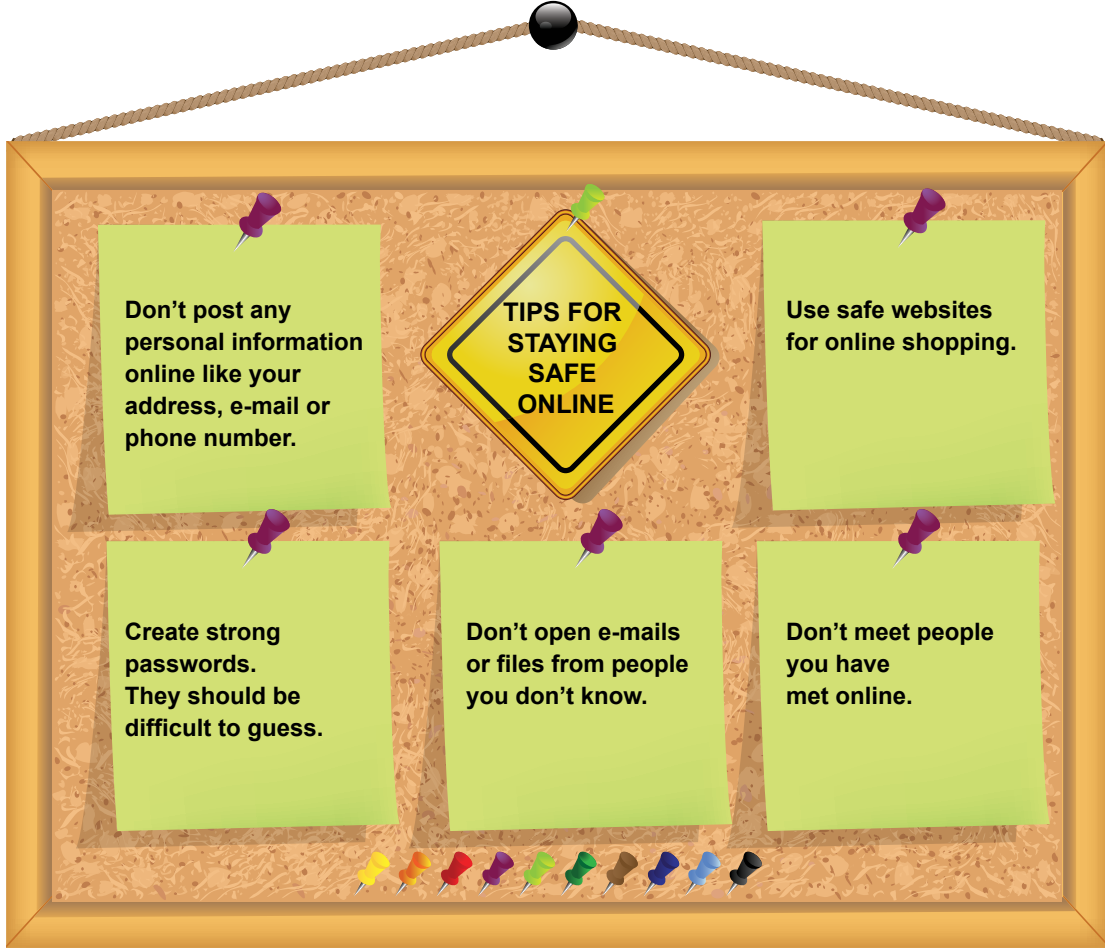 Don’t post any
personal information
online like your
address, e-mail or
phone number.
TIPS FOR
STAYING
SAFE
ONLINE
Use safe websites
for online shopping.
Create strong
passwords.
They should be
difficult to guess.
Don’t open e-mails
or files from people
you don’t know.
Don’t meet people
you have
met online.